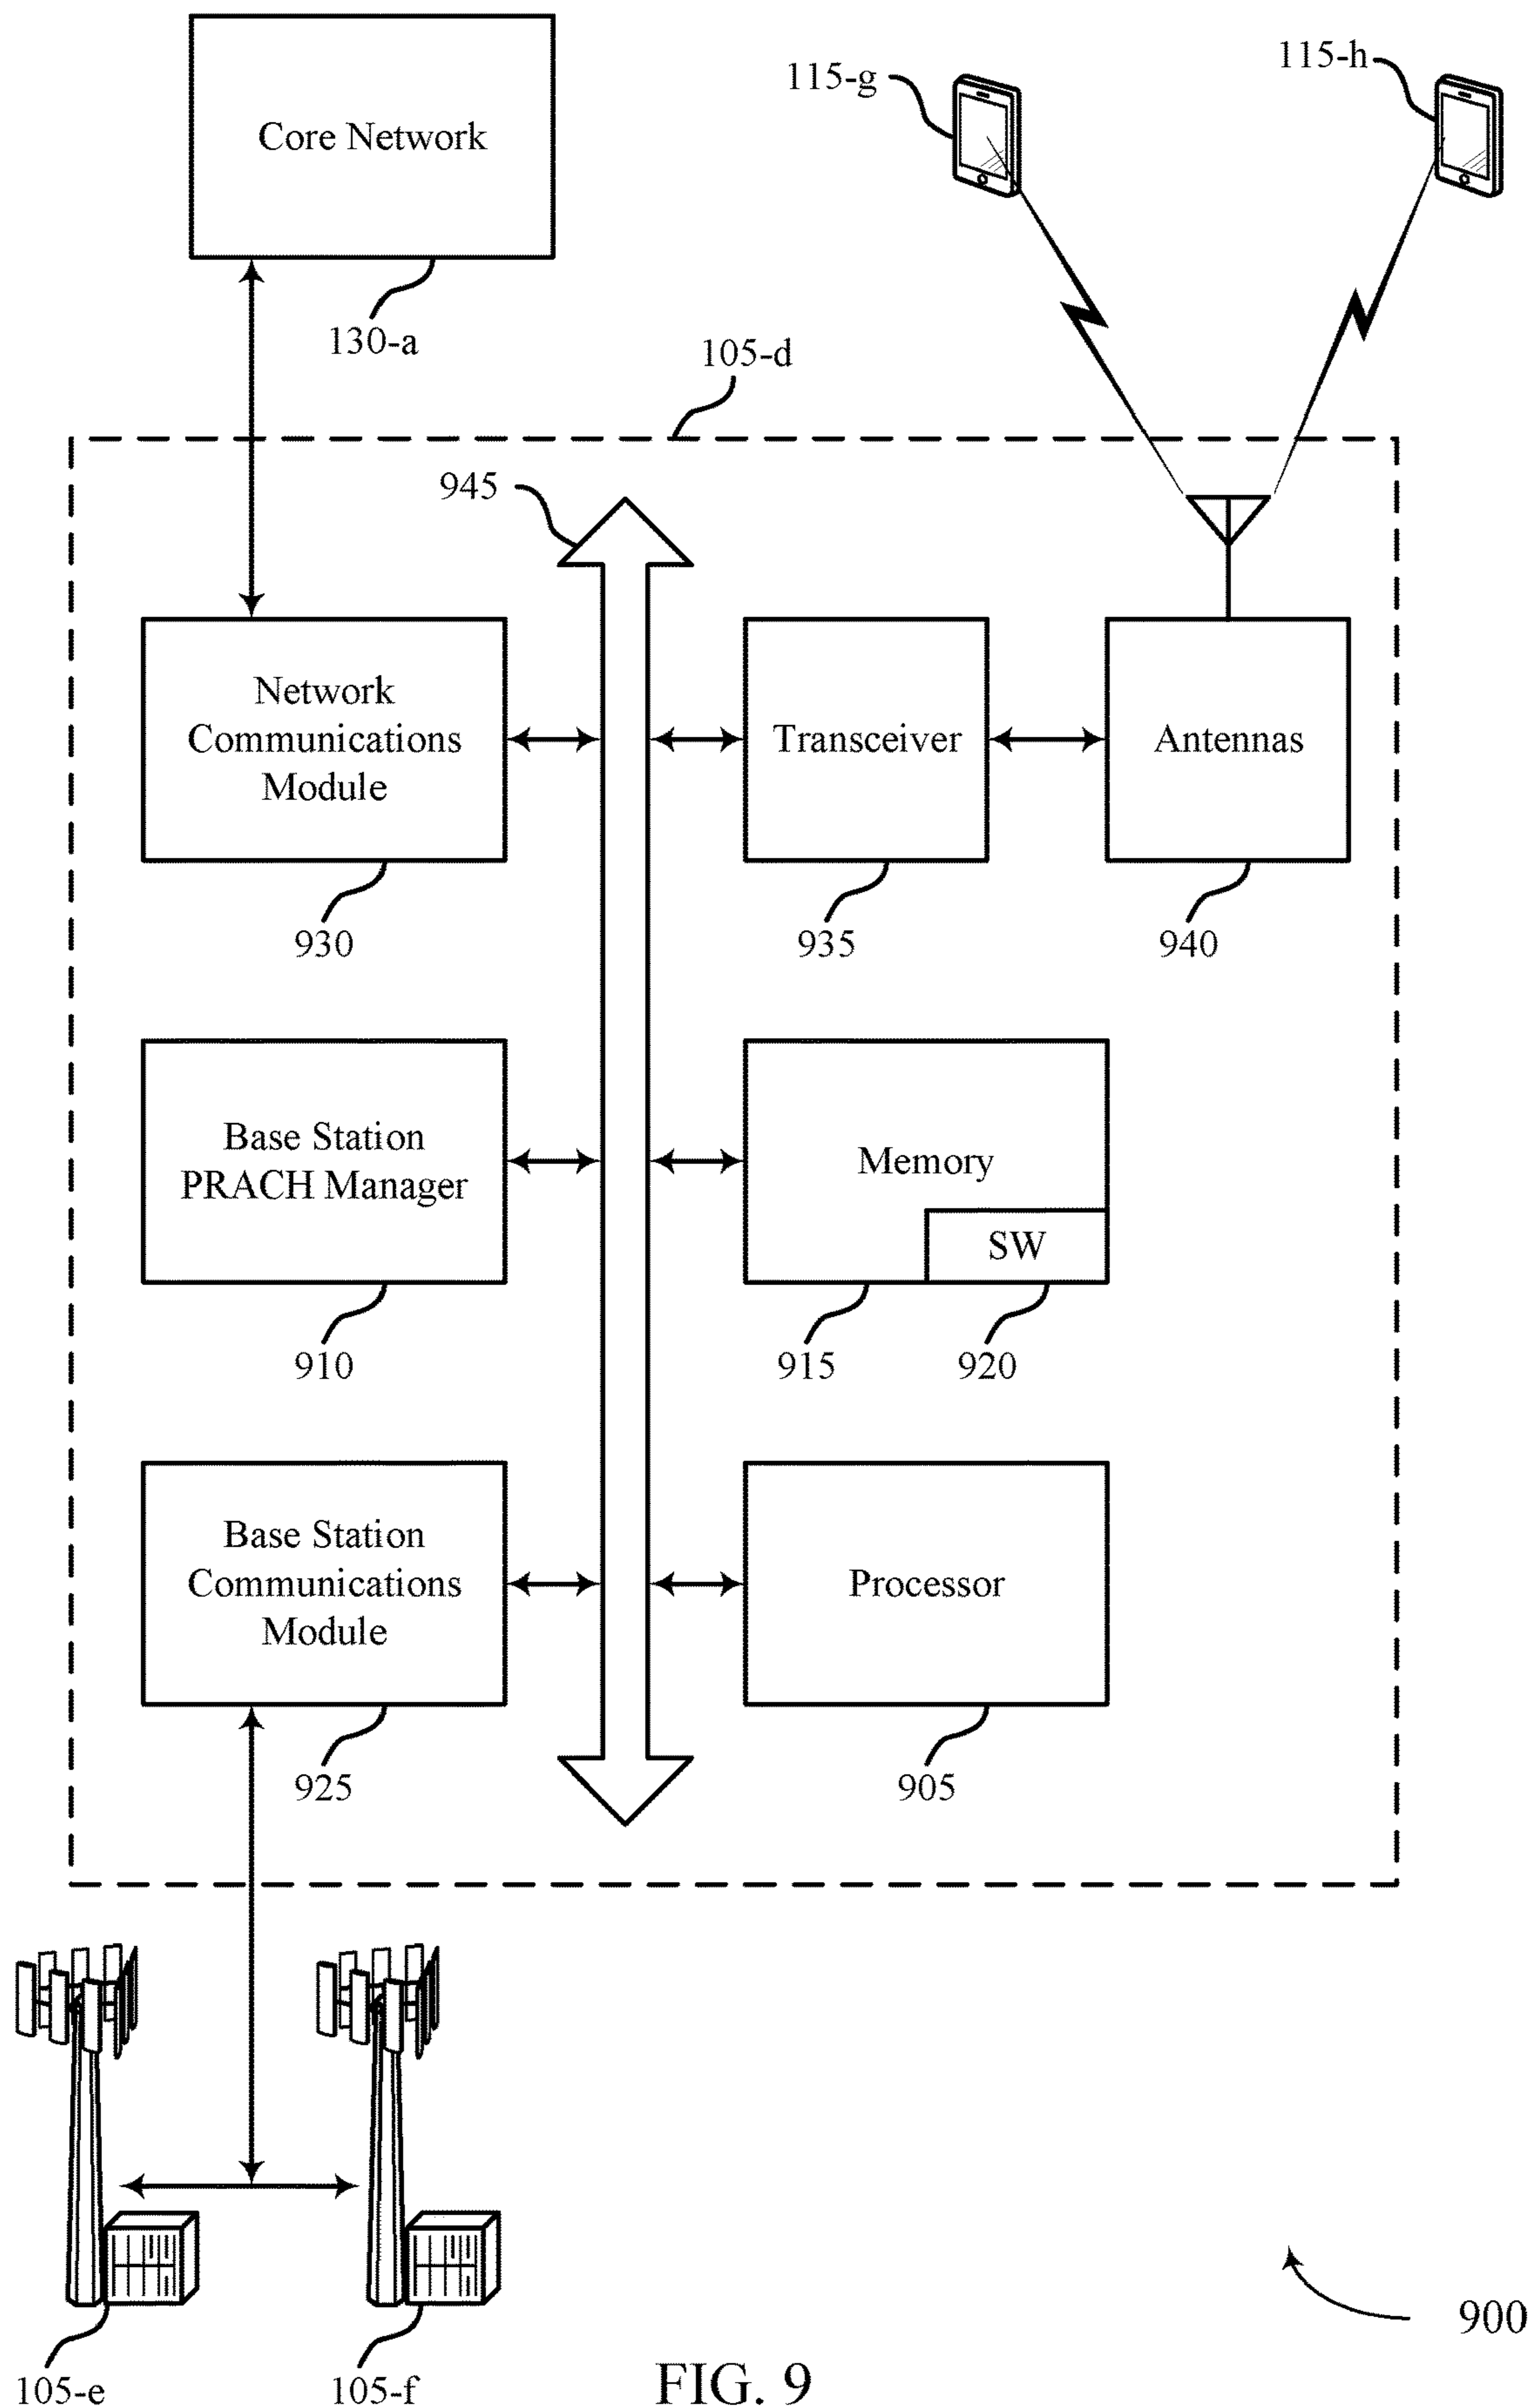 Core Network
130-a
115-g
115-h
105-d
945
Network
Communications
Module
930
Transceiver
935
Antennas
940
Base Station
PRACH Manager
910
Memory
SW
915
920
Base Station
Communications
Module
925
Processor
905
105-e
105-f
900
FIG. 9